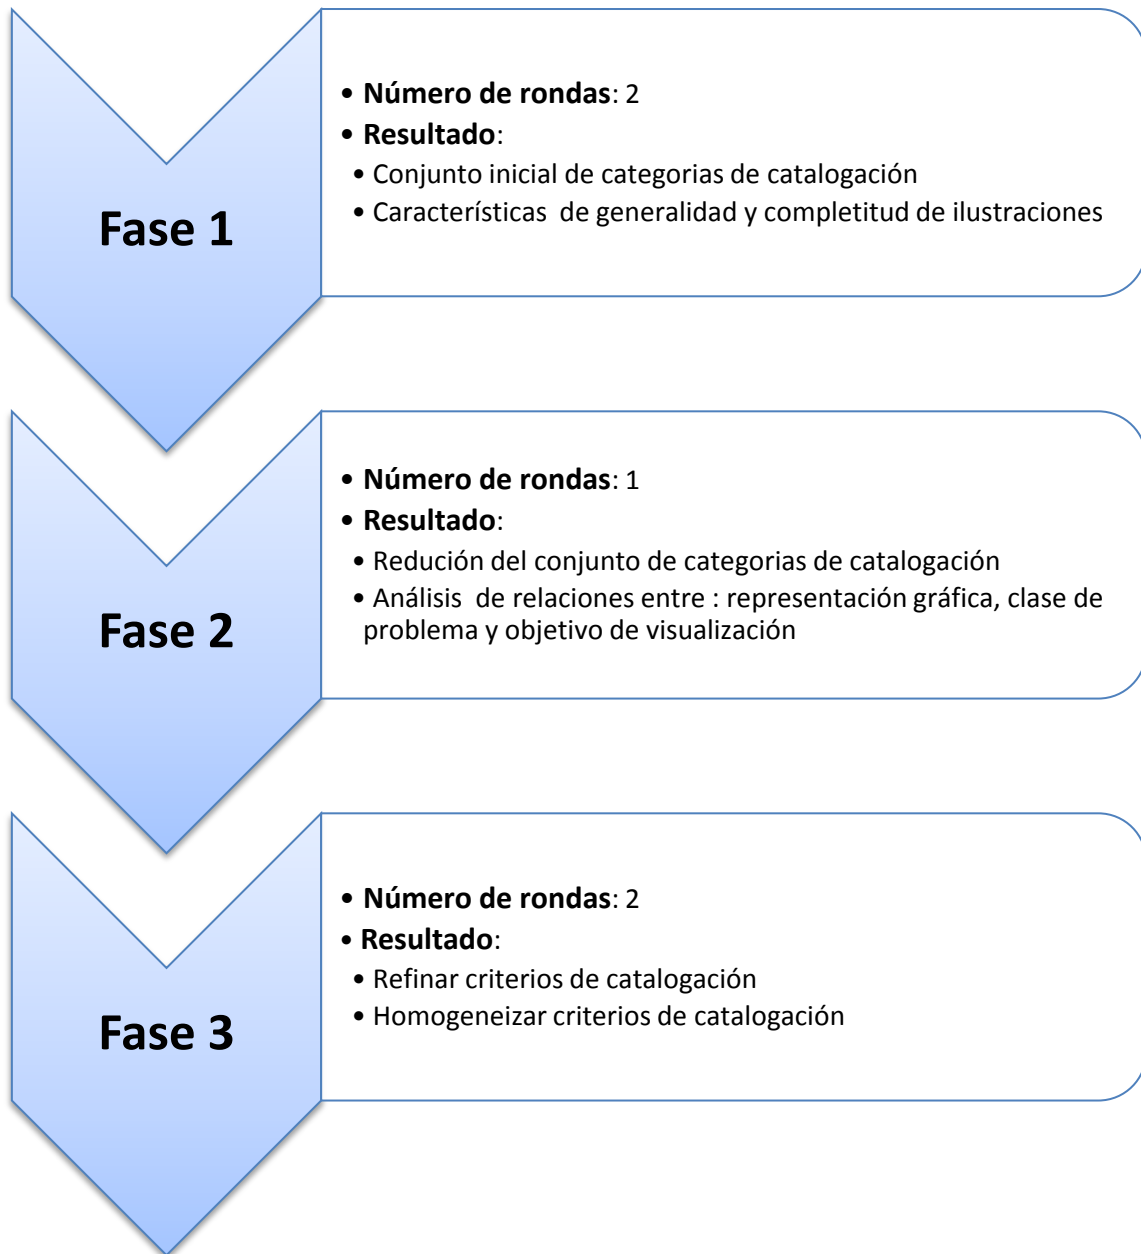 Fase 1
• Número de rondas: 2
• Resultado:
• Conjunto inicial de categorias de catalogación
• Características de generalidad y completitud de ilustraciones
Fase 2
• Número de rondas: 1
• Resultado:
• Redución del conjunto de categorias de catalogación
• Análisis de relaciones entre : representación gráfica, clase de
problema y objetivo de visualización
Fase 3
• Número de rondas: 2
• Resultado:
• Refinar criterios de catalogación
• Homogeneizar criterios de catalogación